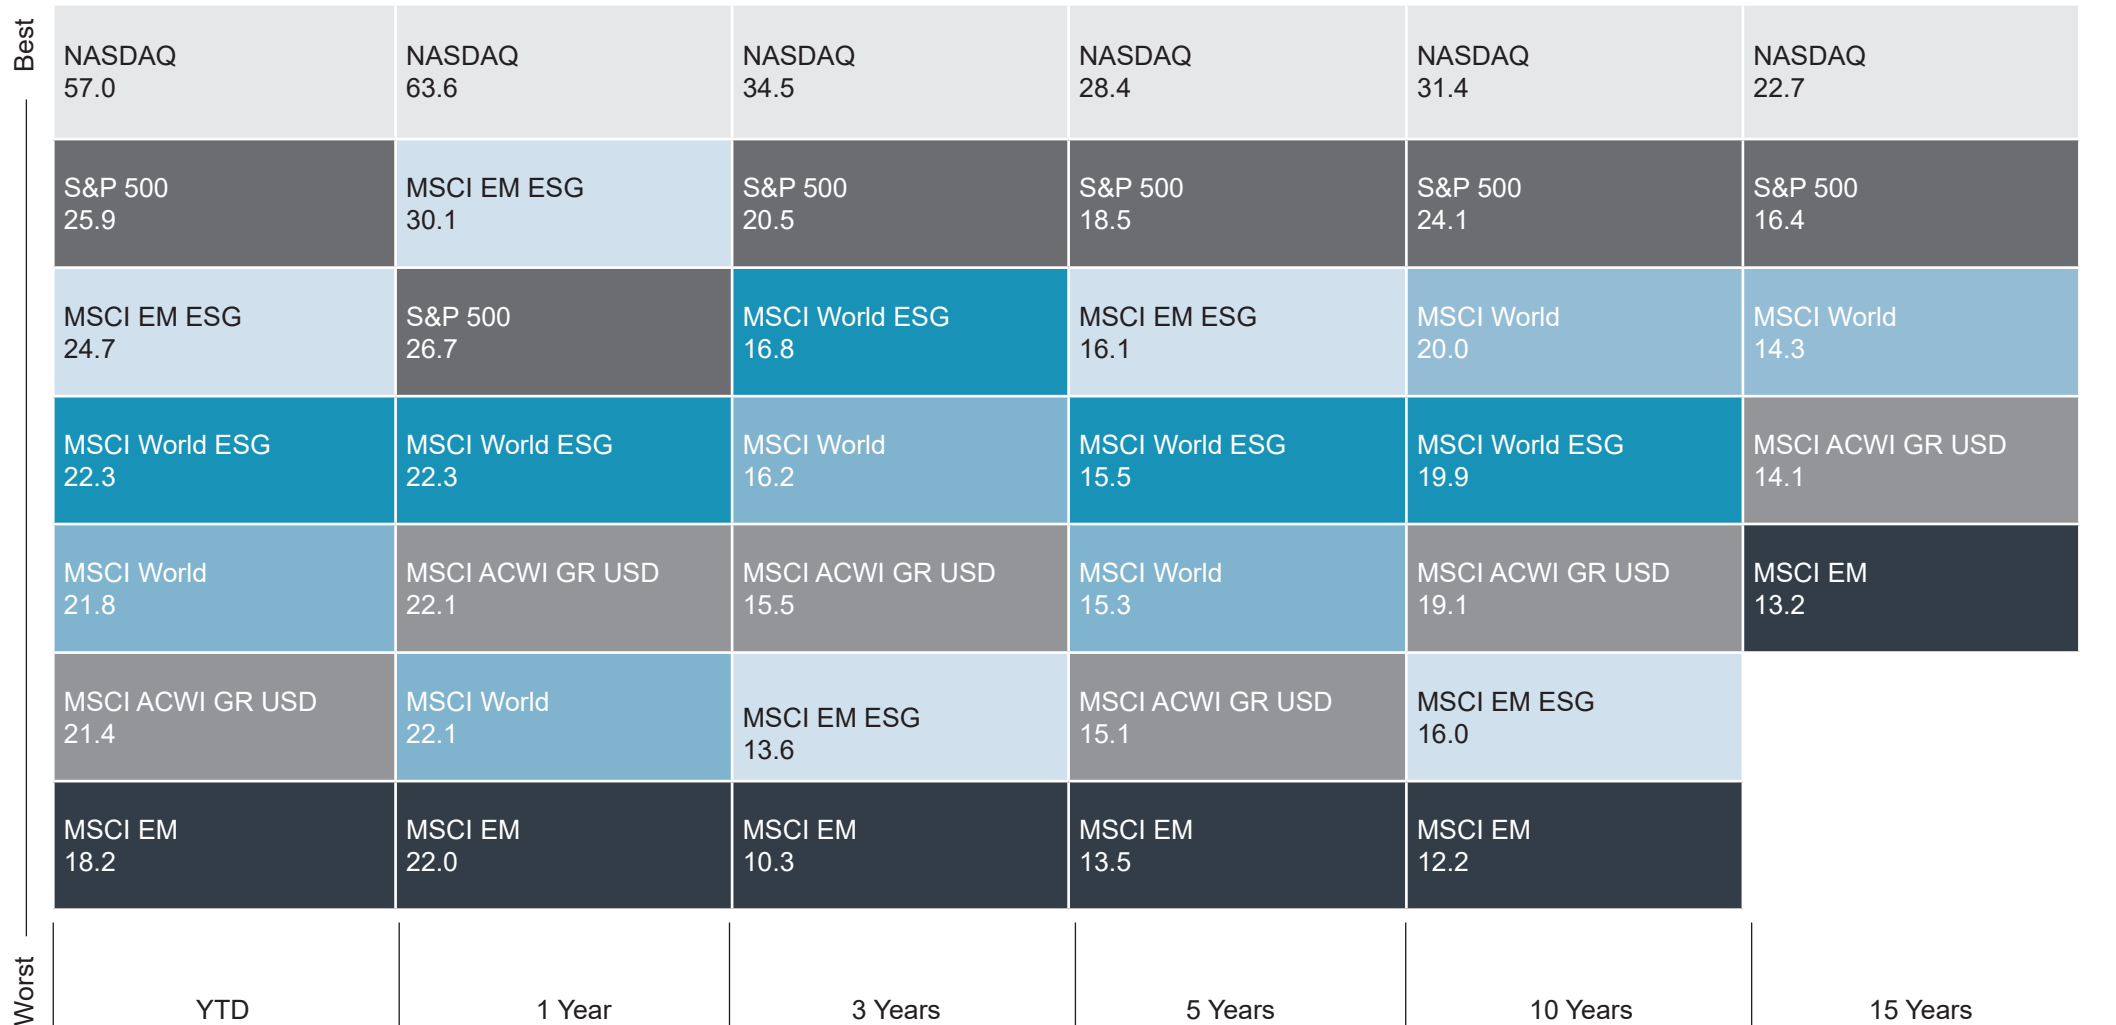 Best
NASDAQ
57.0
NASDAQ
63.6
NASDAQ
34.5
NASDAQ
28.4
NASDAQ
31.4
NASDAQ
22.7
S&P 500
25.9
MSCI EM ESG
30.1
S&P 500
20.5
S&P 500
18.5
S&P 500
24.1
S&P 500
16.4
MSCI EM ESG
24.7
S&P 500
26.7
MSCI World ESG
16.8
MSCI EM ESG
16.1
MSCI World
20.0
MSCI World
14.3
MSCI World ESG
22.3
MSCI World ESG
22.3
MSCI World
16.2
MSCI World ESG
15.5
MSCI World ESG
19.9
MSCI ACWI GR USD
14.1
MSCI World
21.8
MSCI ACWI GR USD
22.1
MSCI ACWI GR USD
15.5
MSCI World
15.3
MSCI ACWI GR USD
19.1
MSCI EM
13.2
MSCI ACWI GR USD
21.4
MSCI World
22.1
MSCI EM ESG
13.6
MSCI ACWI GR USD
15.1
MSCI EM ESG
16.0
MSCI EM
18.2
MSCI EM
22.0
MSCI EM
10.3
MSCI EM
13.5
MSCI EM
12.2
Worst
YTD
1 Year
3 Years
5 Years
10 Years
15 Years